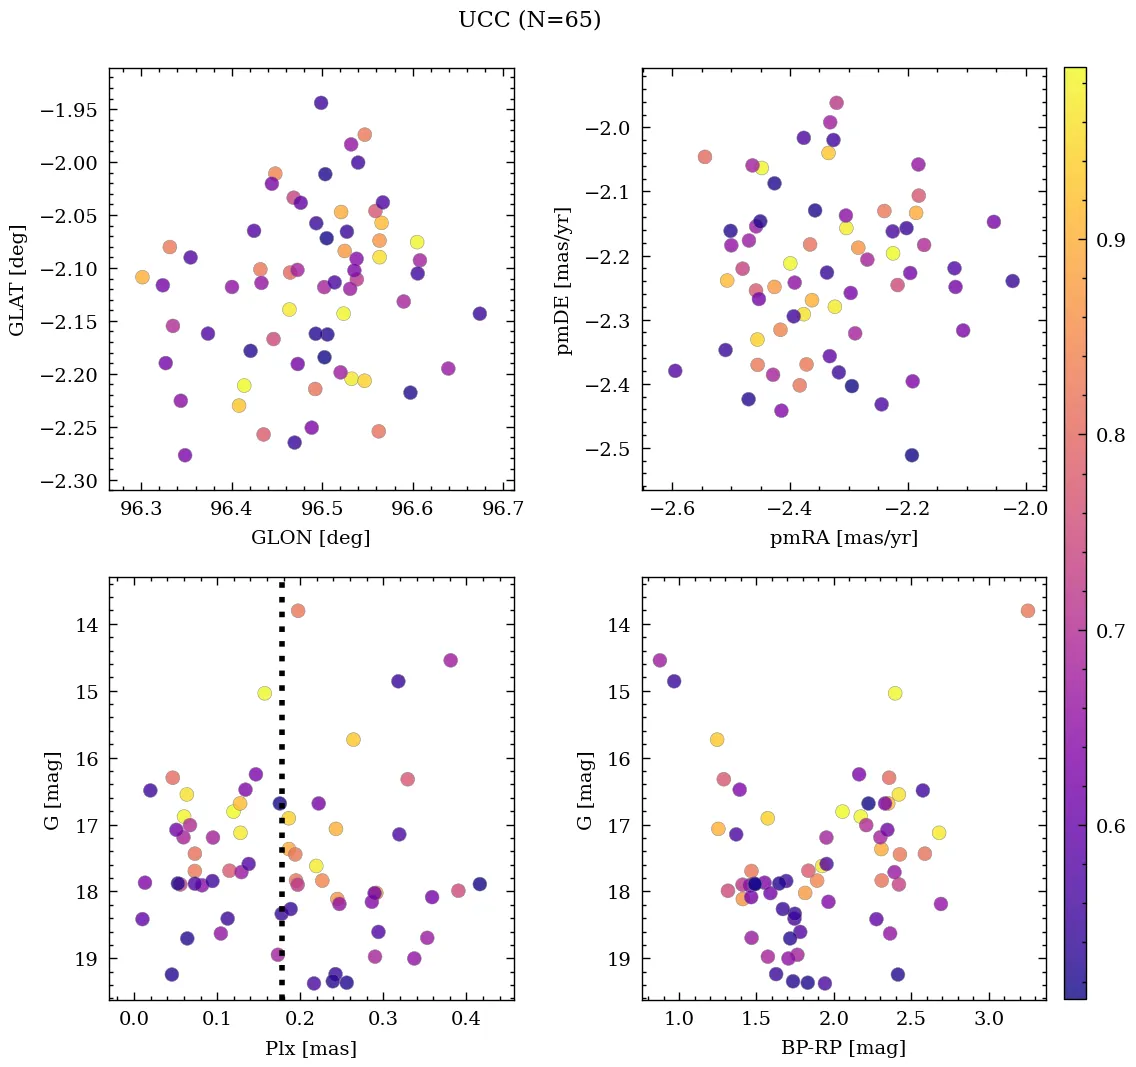 UCC (N=65)
−1.95
−2.00
−2.05
−2.10
−2.15
−2.20
−2.25
−2.30
GLAT [deg]
96.3 96.4 96.5 96.6 96.7
GLON [deg]
−2.0
−2.1
−2.2
−2.3
−2.4
−2.5
pmDE [mas/yr]
−2.6 −2.4 −2.2 −2.0
pmRA [mas/yr]
14
15
16
17
18
19
G [mag]
0.0 0.1 0.2 0.3 0.4
Plx [mas]
14
15
16
17
18
19
G [mag]
1.0 1.5 2.0 2.5 3.0
BP-RP [mag]
0.9
0.8
0.7
0.6